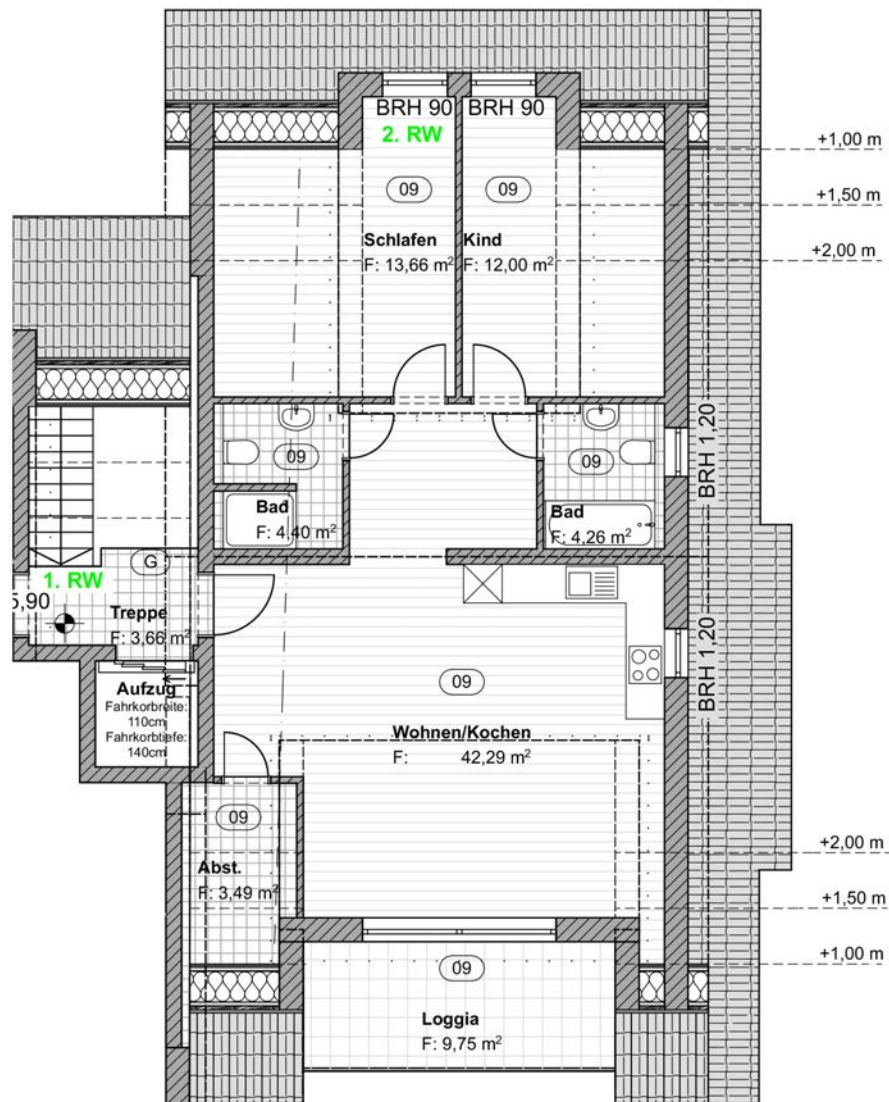 BRH 90
BRH 90
2. RW
+1,00 m
09
09
+1,50 m
Schlafen
F: 13,66 m²
Kind
F: 12,00 m²
+2,00 m
BRH 1,20
09
09
Bad
F: 4,40 m²
Bad
F: 4,26 m²
G
1. RW
5,90
Treppe
F: 3,66 m²
BRH 1,20
Aufzug
Fahrkorbbreite:
110cm
Fahrkorbtiefe:
140cm
09
Wohnen/Kochen
F: 42,29 m²
09
+2,00 m
Abst.
F: 3,49 m²
+1,50 m
09
+1,00 m
Loggia
F: 9,75 m²